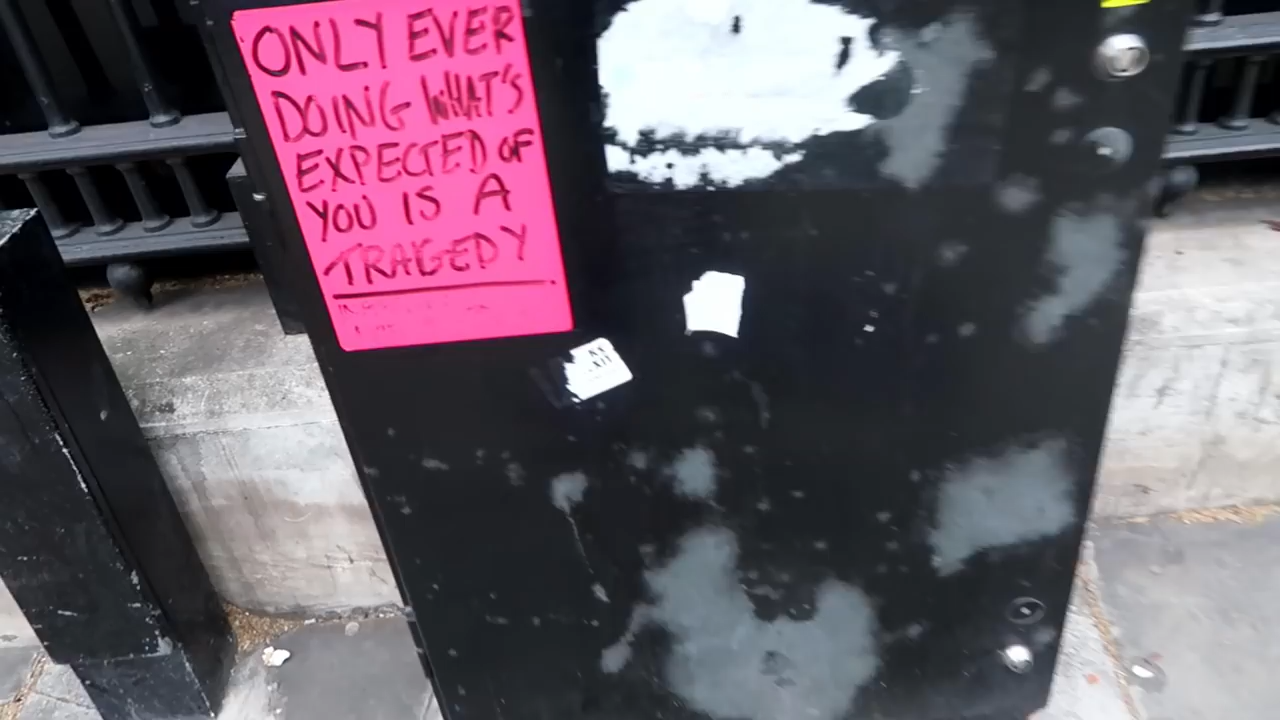 ONLY EVER
DOING WHAT'S
EXPECTED OF
YOU IS A
TRAGEDY